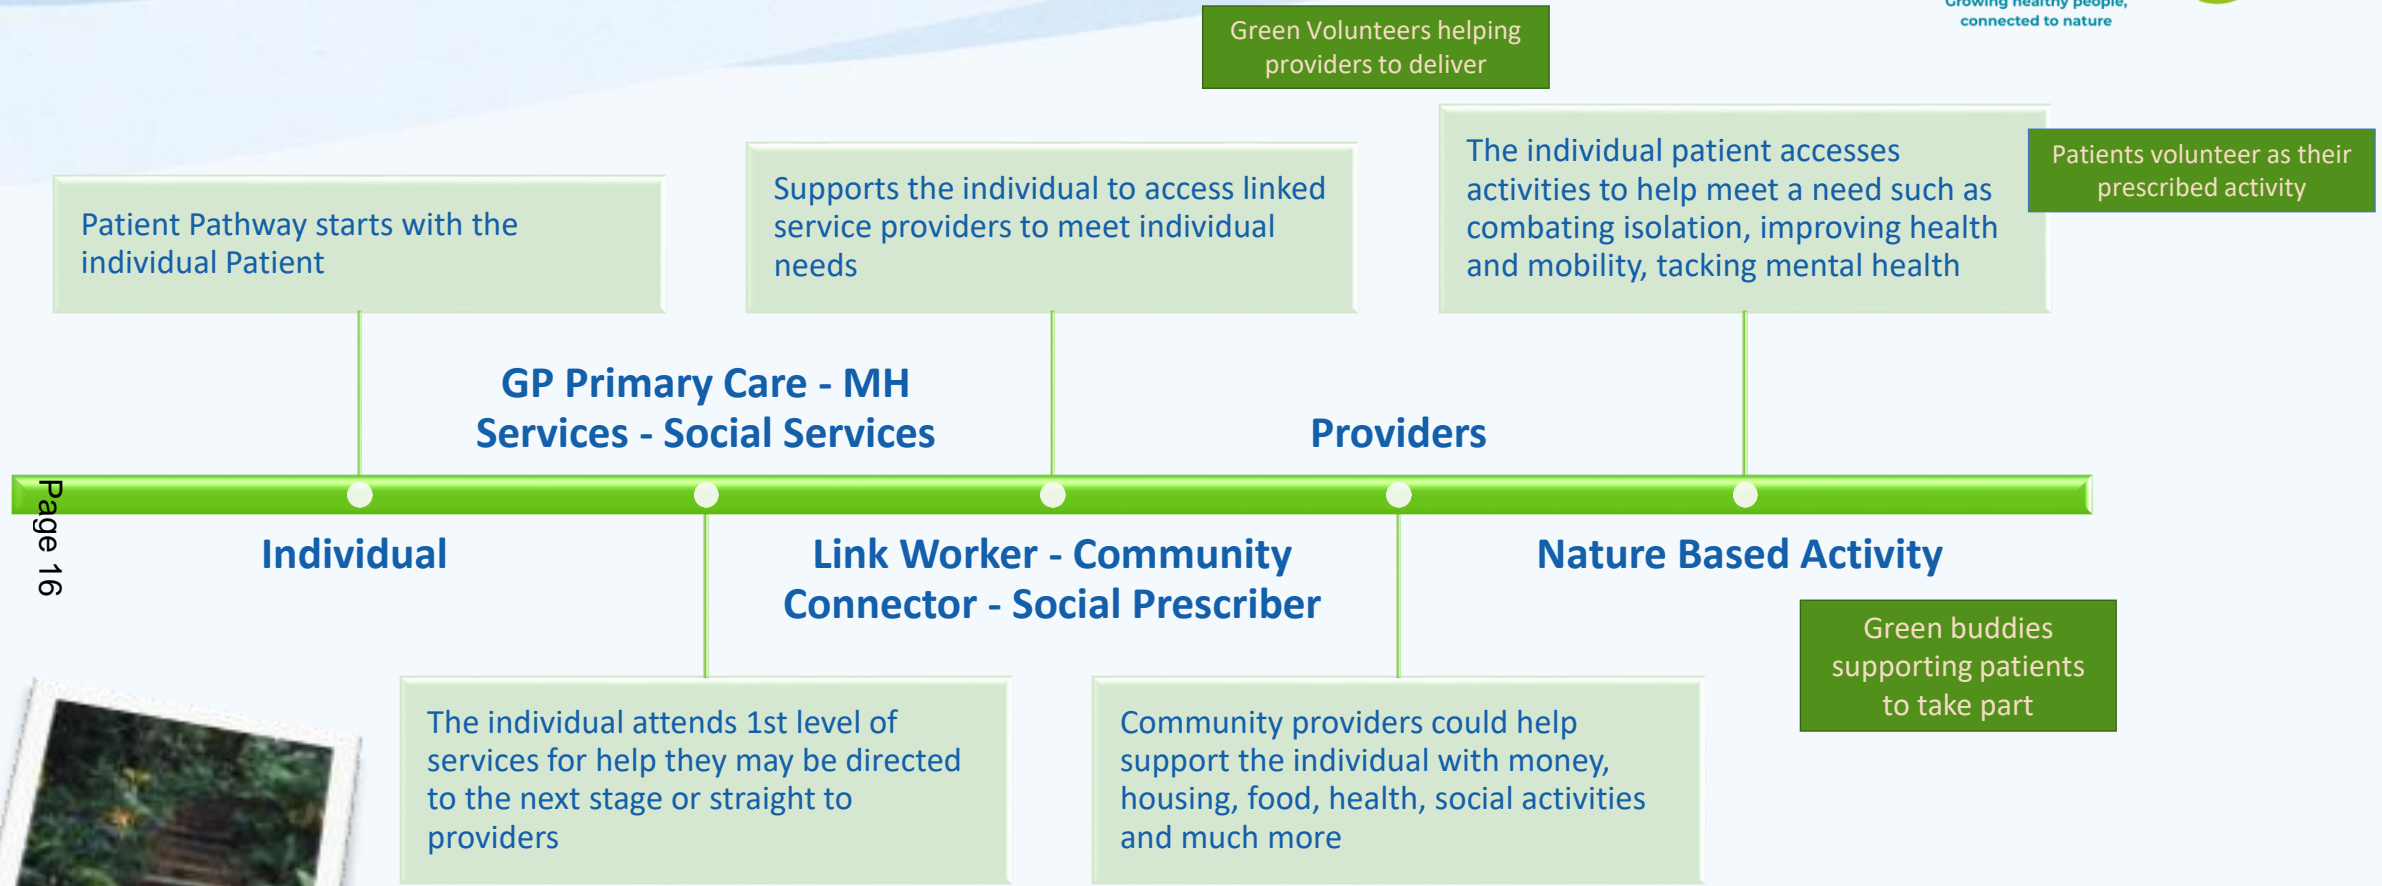 Growing healthy people,
connected to nature
Green Volunteers helping
providers to deliver
Patient Pathway starts with the
individual Patient
Supports the individual to access linked
service providers to meet individual
needs
The individual patient accesses
activities to help meet a need such as
combating isolation, improving health
and mobility, tacking mental health
Patients volunteer as their
prescribed activity
GP Primary Care - MH
Services - Social Services
Providers
Page 16
Individual
Link Worker - Community
Connector - Social Prescriber
Nature Based Activity
Green buddies
supporting patients
to take part
The individual attends 1st level of
services for help they may be directed
to the next stage or straight to
providers
Community providers could help
support the individual with money,
housing, food, health, social activities
and much more